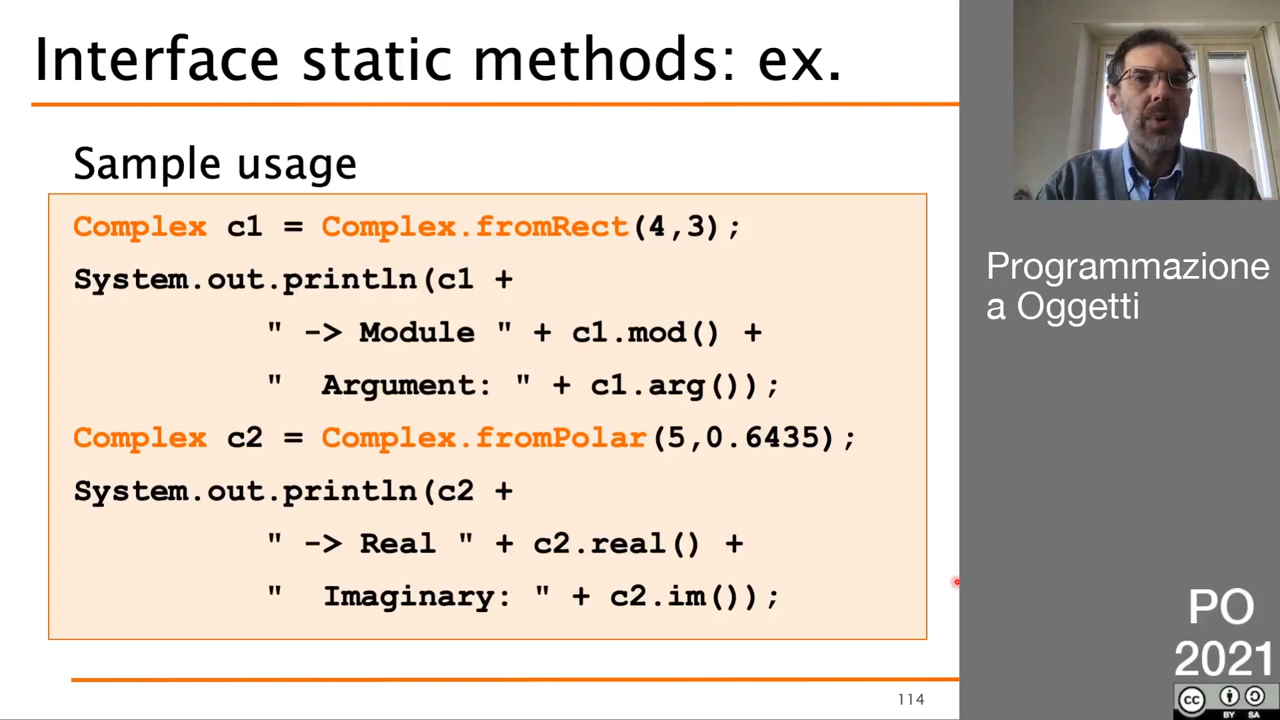 Interface static methods: ex.
Sample usage
Complex c1 = Complex.fromRect(4,3);
System.out.println(c1 +
" -> Module " + c1.mod() +
"  Argument: " + c1.arg());
Complex c2 = Complex.fromPolar(5,0.6435);
System.out.println(c2 +
" -> Real " + c2.real() +
"  Imaginary: " + c2.im());
114
Programmazione
a Oggetti
PO
2021
cc
BY SA